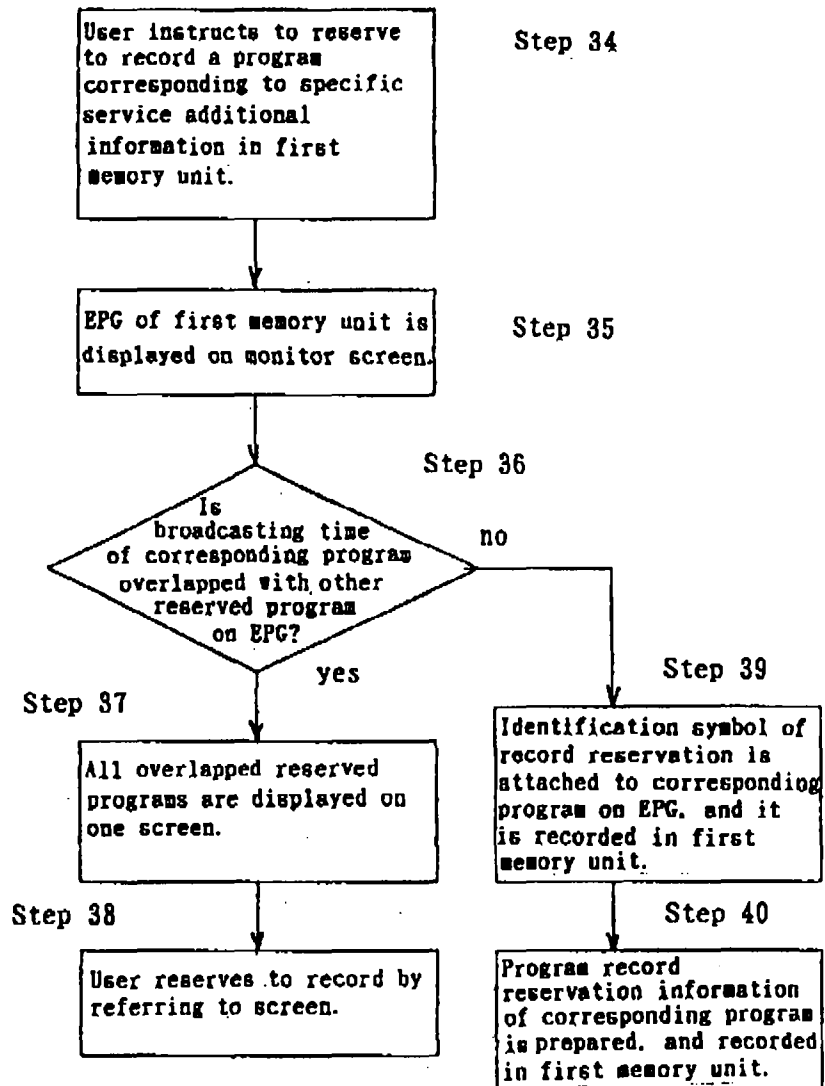 User instructs to reserve
to record a program
corresponding to specific
service additional
information in first
memory unit.
Step 34
EPG of first memory unit is
displayed on monitor screen.
Step 35
Step 36
Is
broadcasting time
of corresponding program
overlapped with other
reserved program
on EPG?
no
yes
Step 37
All overlapped reserved
programs are displayed on
one screen.
Step 38
User reserves to record by
referring to screen.
Step 39
Identification symbol of
record reservation is
attached to corresponding
program on EPG. and it
is recorded in first
memory unit.
Step 40
Program record
reservation information
of corresponding program
is prepared. and recorded
in first memory unit.